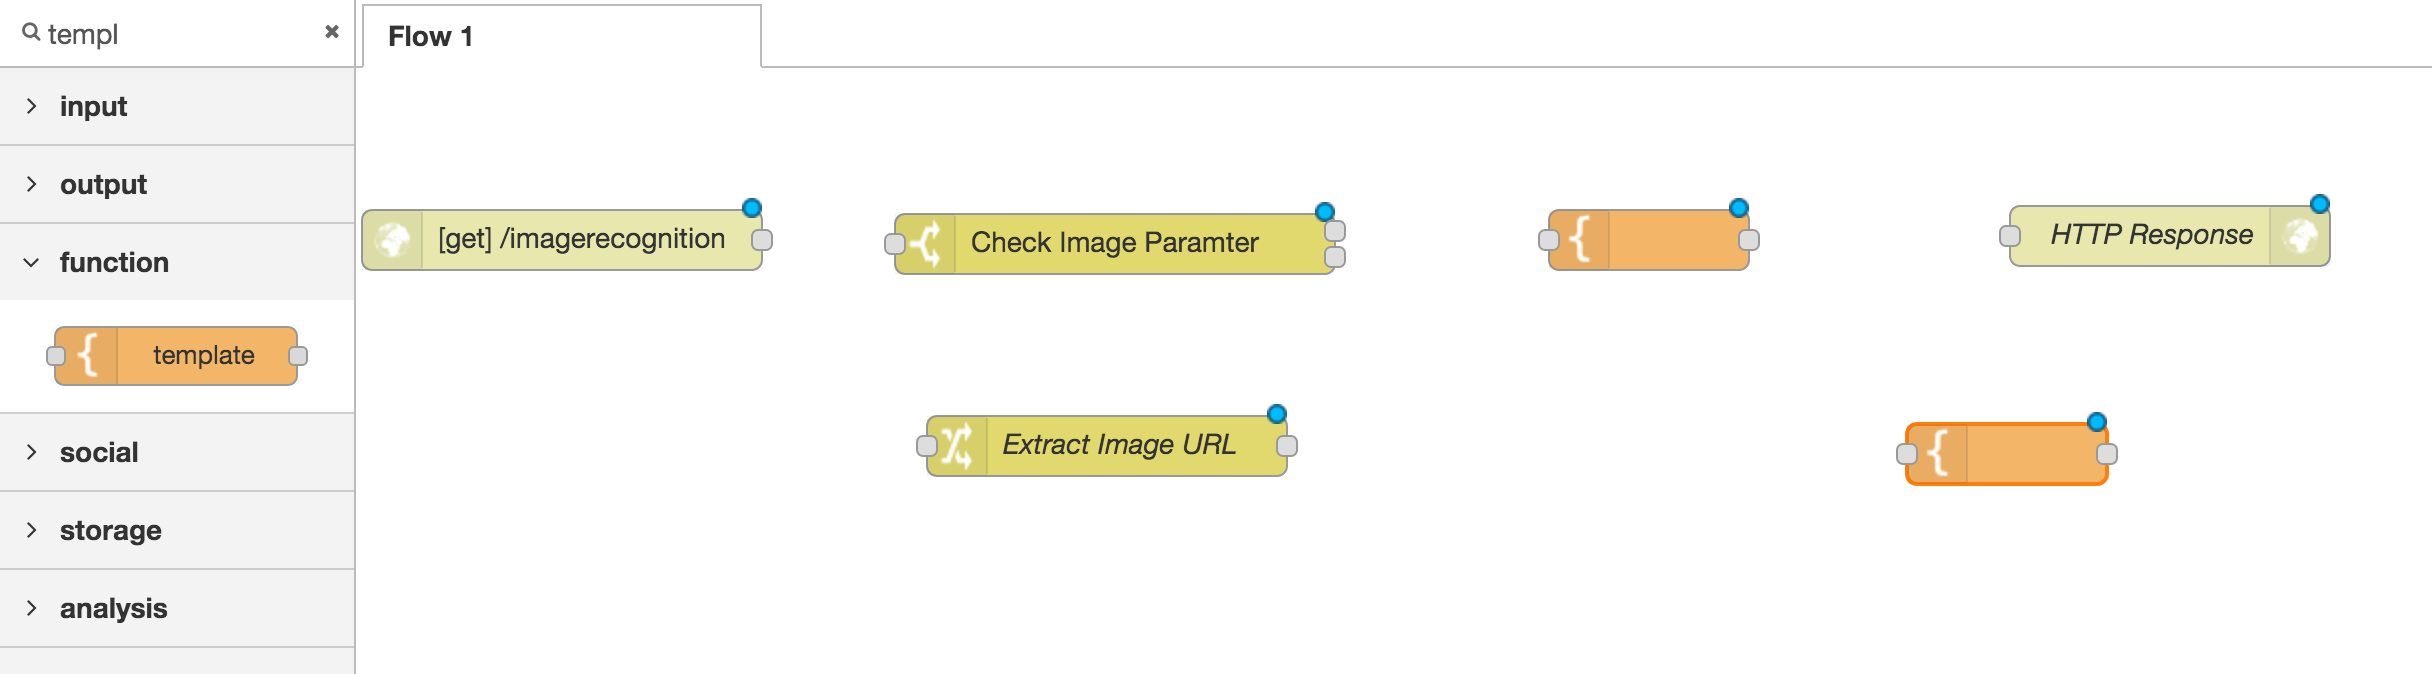 templ
Flow 1
input
output
function
template
social
storage
analysis
[get] /imagerecognition
Check Image Paramter
HTTP Response
Extract Image URL